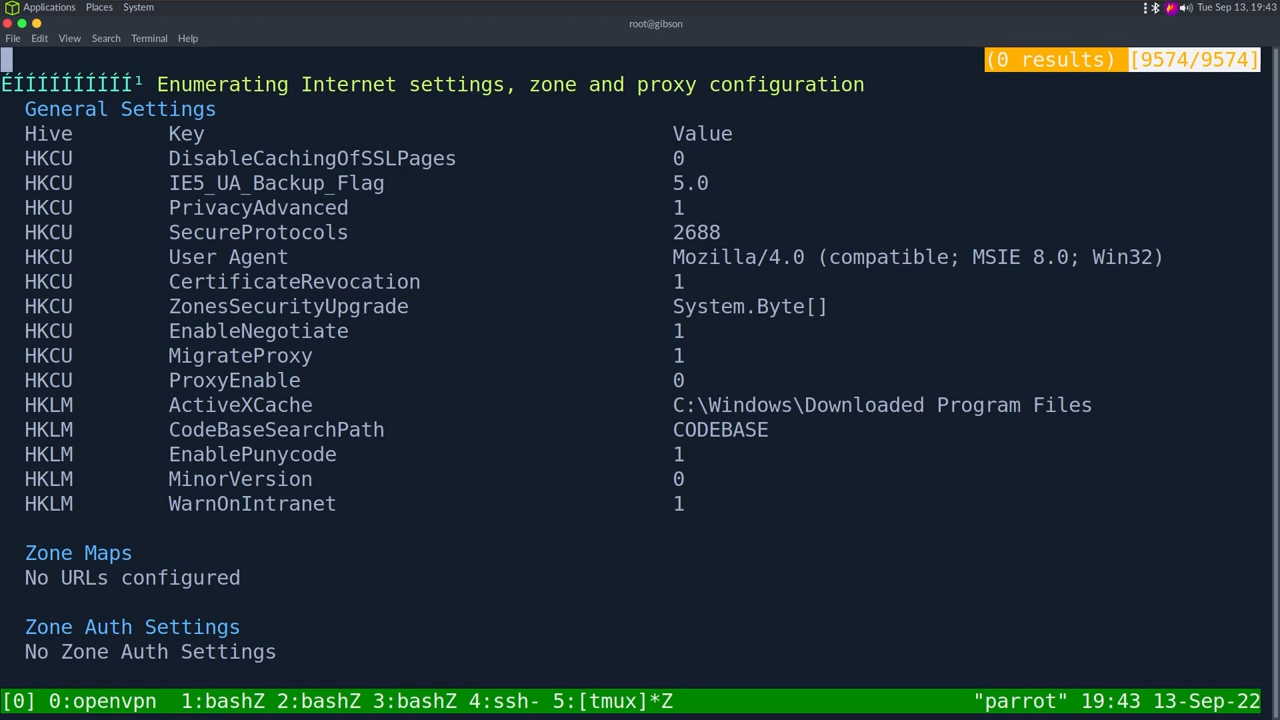 Applications Places System Tue Sep 13, 19:43
root@gibson
File Edit View Search Terminal Help
(0 results) [9574/9574]
ÉÍÍÍÍÍÍÍÍÍÍ¹ Enumerating Internet settings, zone and proxy configuration
General Settings
Hive Key Value
HKCU DisableCachingOfSSLPages 0
HKCU IE5_UA_Backup_Flag 5.0
HKCU PrivacyAdvanced 1
HKCU SecureProtocols 2688
HKCU User Agent Mozilla/4.0 (compatible; MSIE 8.0; Win32)
HKCU CertificateRevocation 1
HKCU ZonesSecurityUpgrade System.Byte[]
HKCU EnableNegotiate 1
HKCU MigrateProxy 1
HKCU ProxyEnable 0
HKLM ActiveXCache C:\Windows\Downloaded Program Files
HKLM CodeBaseSearchPath CODEBASE
HKLM EnablePunycode 1
HKLM MinorVersion 0
HKLM WarnOnIntranet 1
Zone Maps
No URLs configured
Zone Auth Settings
No Zone Auth Settings
[0] 0:openvpn 1:bashZ 2:bashZ 3:bashZ 4:ssh- 5:[tmux]*Z "parrot" 19:43 13-Sep-22